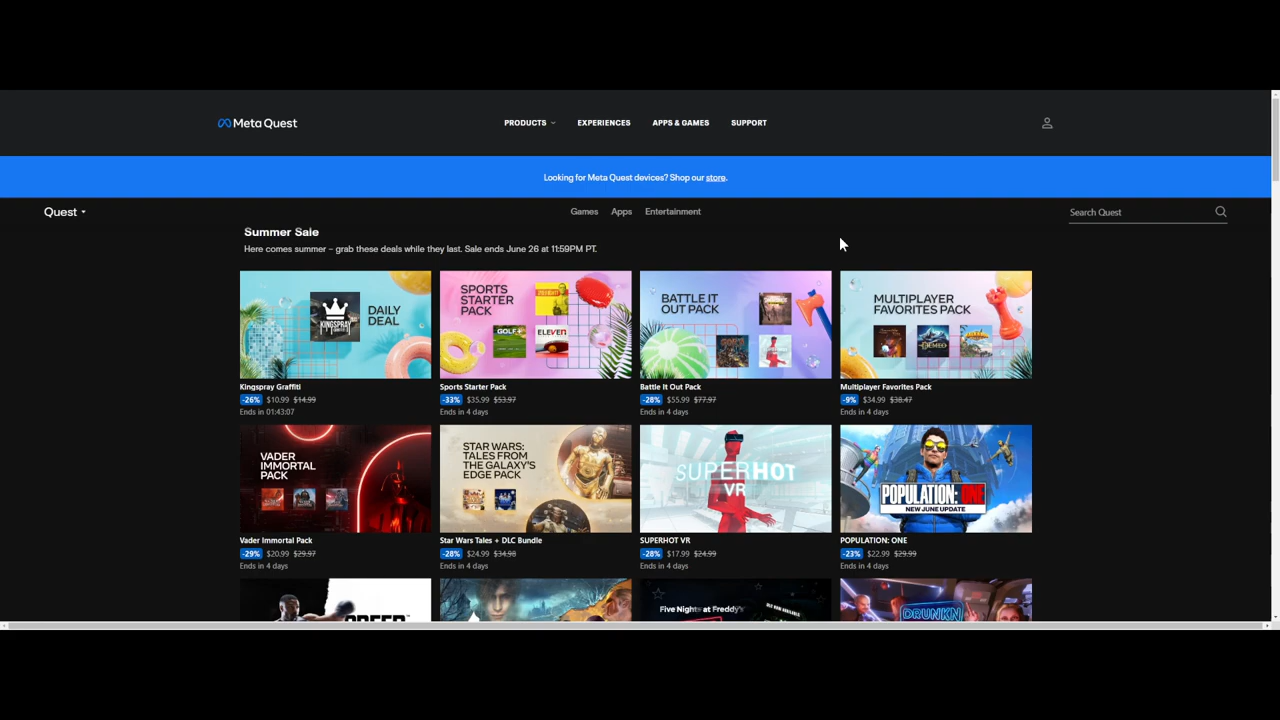 Meta Quest
PRODUCTS
EXPERIENCES
APPS & GAMES
SUPPORT
Looking for Meta Quest devices? Shop our store.
Quest
Games
Apps
Entertainment
Search Quest
Summer Sale
Here comes summer – grab these deals while they last. Sale ends June 26 at 11:59PM PT.
KINGSPRAY
DAILY
DEAL
SPORTS
STARTER
PACK
GOLF+
ELEVEN
BATTLE IT
OUT PACK
MULTIPLAYER
FAVORITES PACK
DEMEO
Kingspray Graffiti
-26% $10.99 $14.99
Ends in 01:43:07
Sports Starter Pack
-33% $35.99 $53.97
Ends in 4 days
Battle It Out Pack
-28% $55.99 $77.97
Ends in 4 days
Multiplayer Favorites Pack
-9% $34.99 $38.47
Ends in 4 days
VADER
IMMORTAL
PACK
STAR WARS:
TALES FROM
THE GALAXY'S
EDGE PACK
SUPERHOT
VR
POPULATION: ONE
NEW JUNE UPDATE
Vader Immortal Pack
-29% $20.99 $29.97
Ends in 4 days
Star Wars Tales + DLC Bundle
-28% $24.99 $34.98
Ends in 4 days
SUPERHOT VR
-28% $17.99 $24.99
Ends in 4 days
POPULATION: ONE
-23% $22.99 $29.99
Ends in 4 days
CREED
Five Nights at Freddy's
DRUNKN